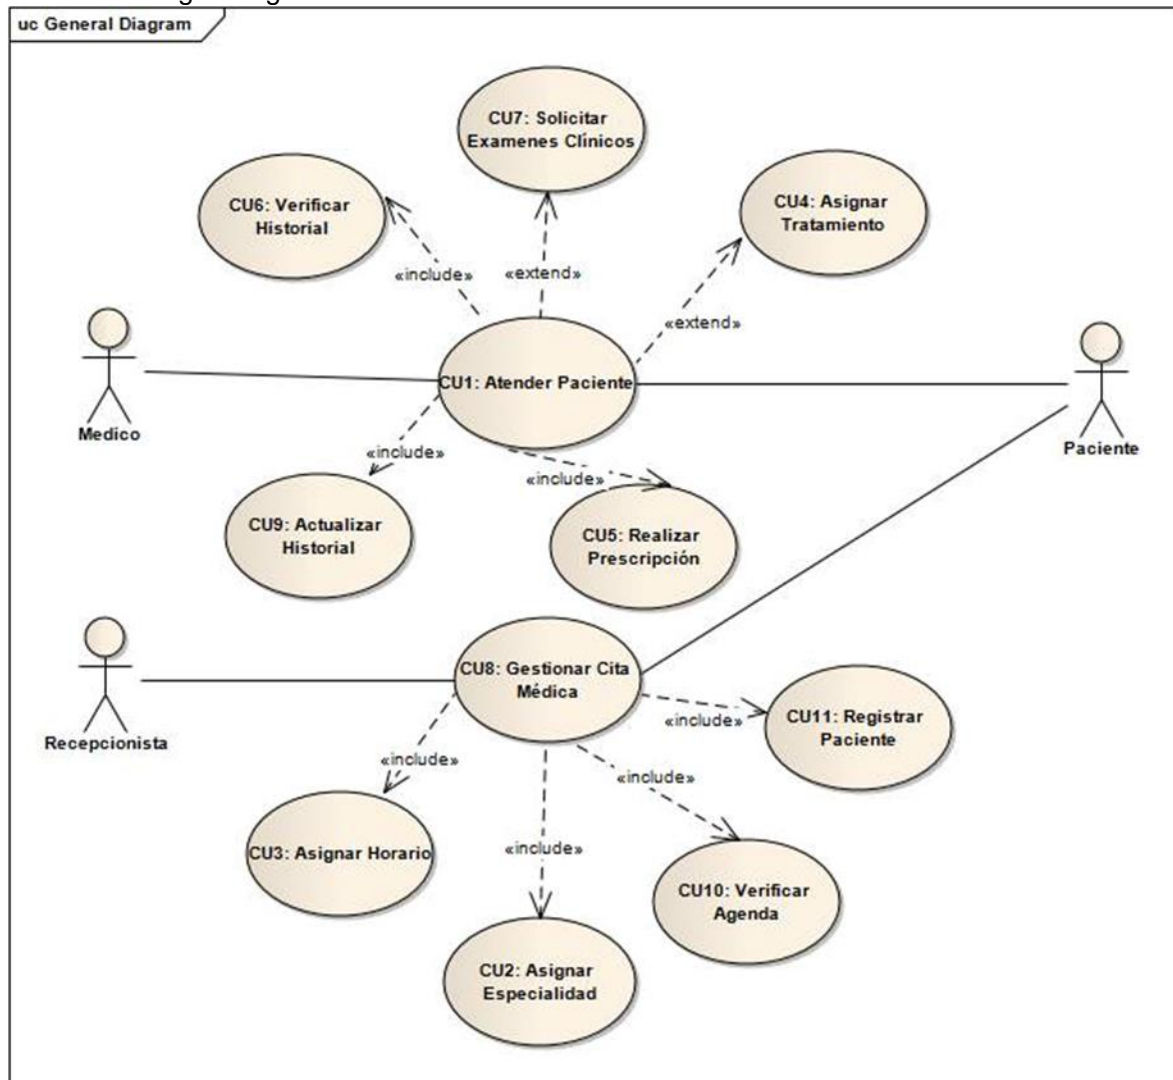 uc General Diagram
CU7: Solicitar
Examenes Clínicos
CU6: Verificar
Historial
CU4: Asignar
Tratamiento
«include»
«extend»
«extend»
CU1: Atender Paciente
Medico
Paciente
«include»
«include»
CU9: Actualizar
Historial
CU5: Realizar
Prescripción
CU8: Gestionar Cita
Médica
Recepcionista
CU11: Registrar
Paciente
«include»
«include»
«include»
«include»
CU3: Asignar Horario
CU10: Verificar
Agenda
CU2: Asignar
Especialidad